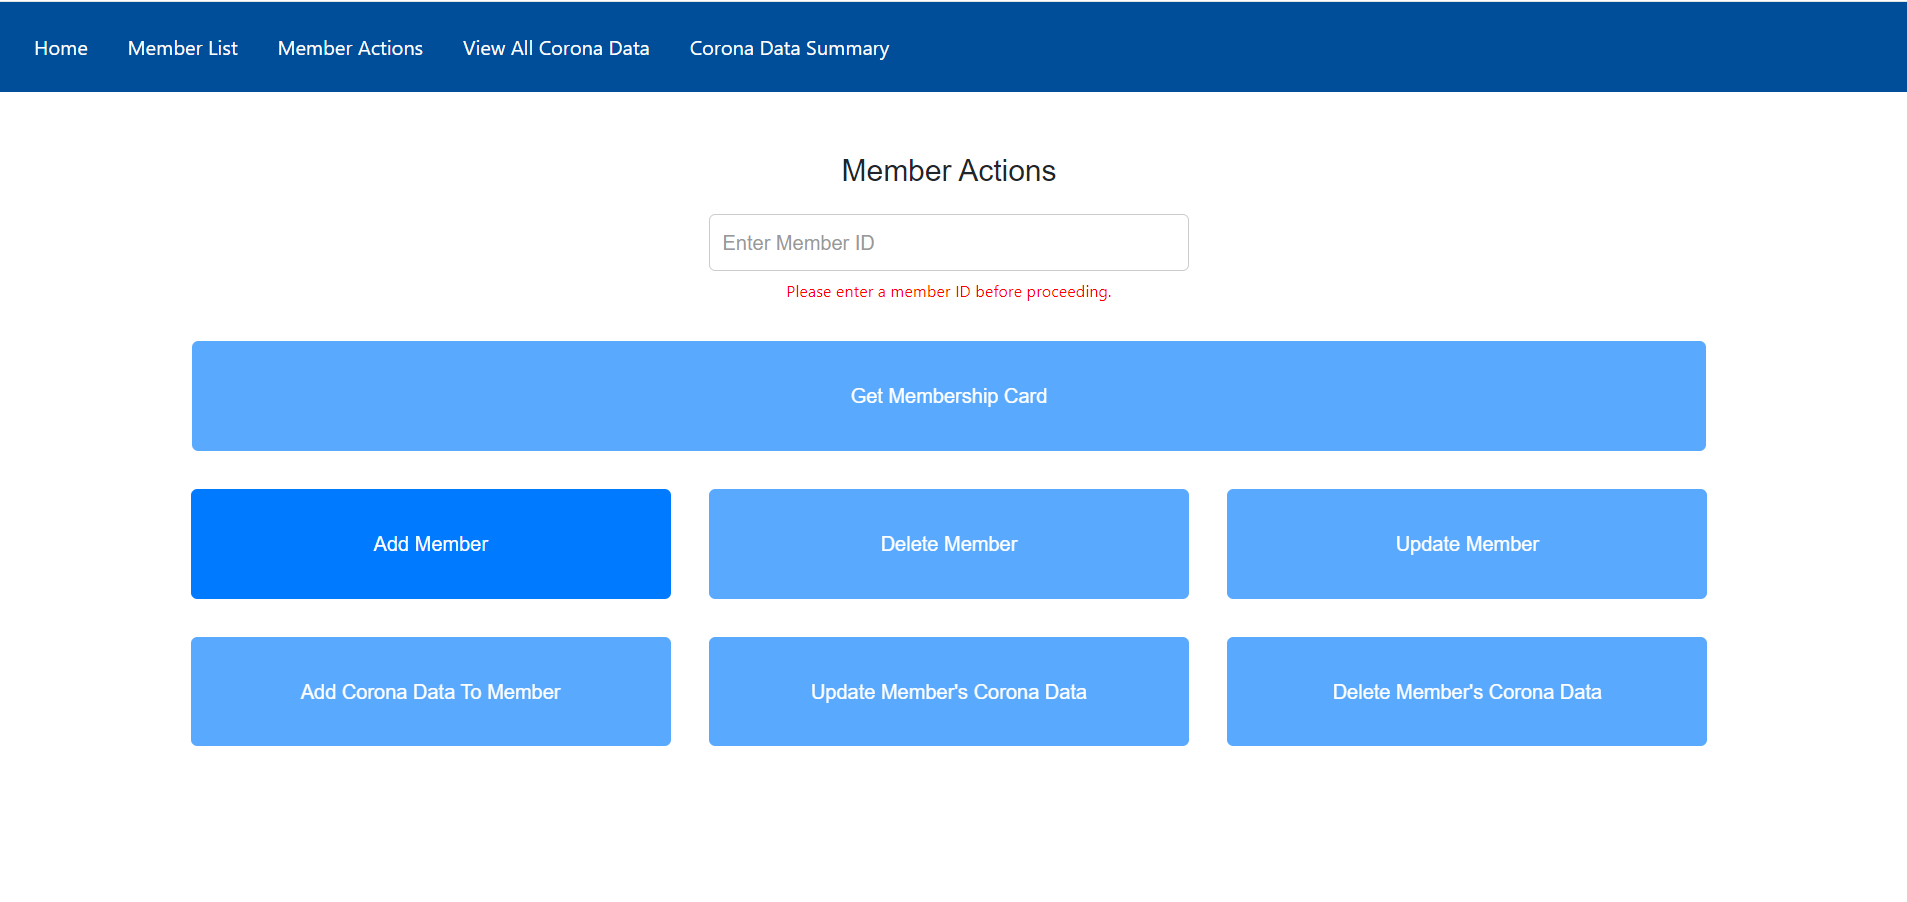 Home Member List Member Actions View All Corona Data Corona Data Summary
Member Actions
Enter Member ID
Please enter a member ID before proceeding.
Get Membership Card
Add Member Delete Member Update Member
Add Corona Data To Member Update Member's Corona Data Delete Member's Corona Data